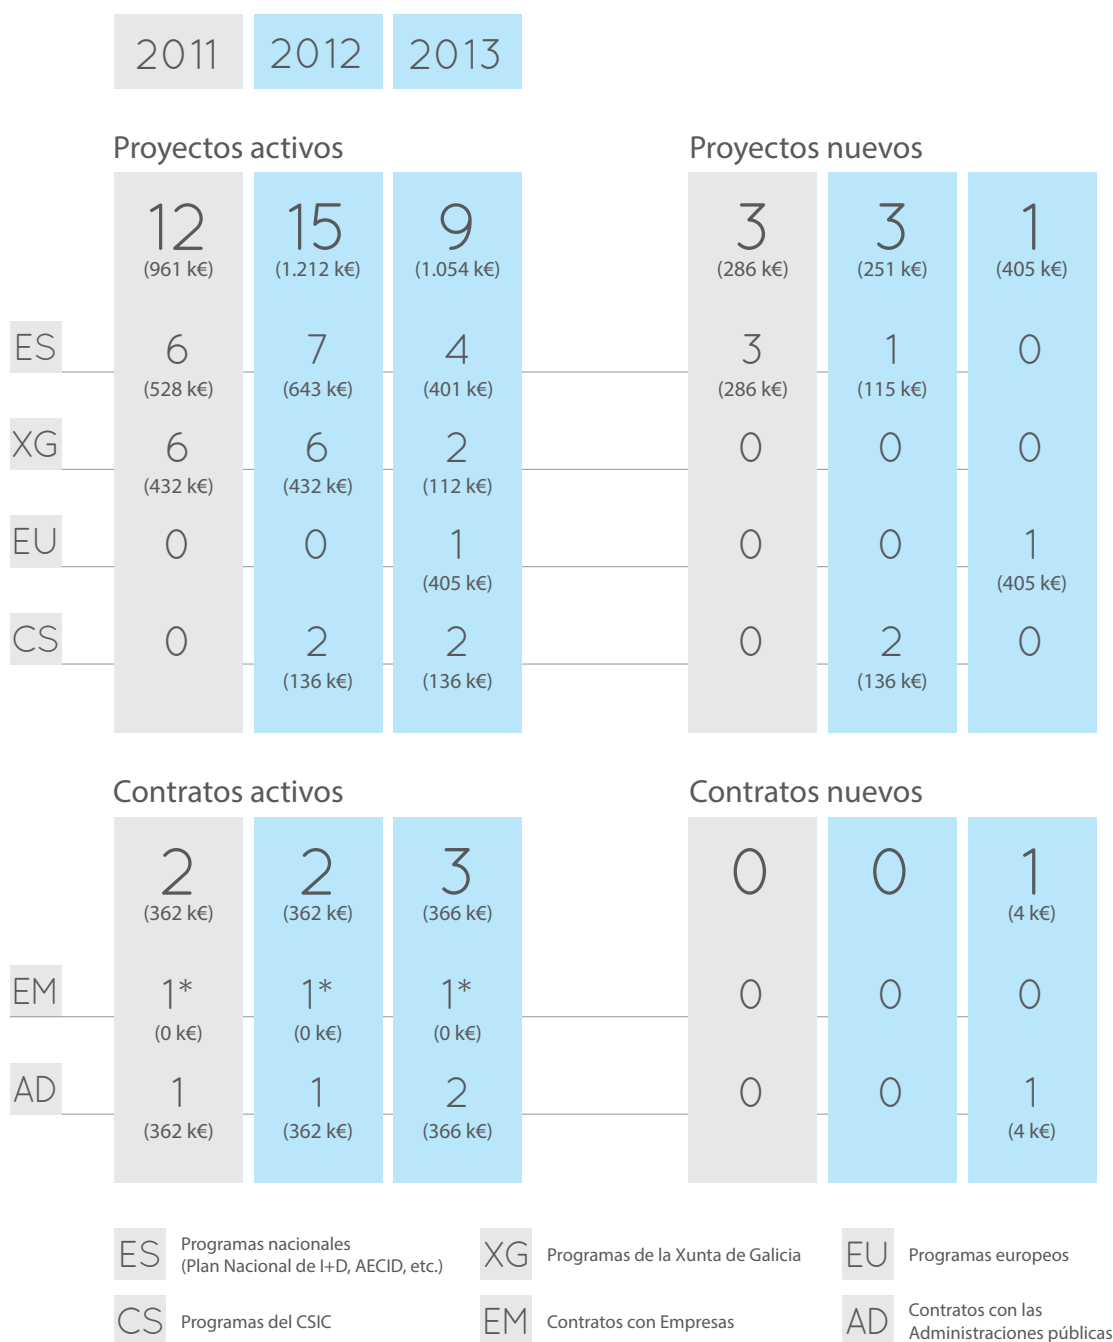 2011 2012 2013
Proyectos activos Proyectos nuevos
12 15 9 3 3 1
(961 k€) (1.212 k€) (1.054 k€) (286 k€) (251 k€) (405 k€)
ES 6 7 4 3 1 0
(528 k€) (643 k€) (401 k€) (286 k€) (115 k€)
XG 6 6 2 0 0 0
(432 k€) (432 k€) (112 k€)
EU 0 0 1 0 0 1
(405 k€) (405 k€)
CS 0 2 2 0 2 0
(136 k€) (136 k€) (136 k€)
Contratos activos Contratos nuevos
2 2 3 0 0 1
(362 k€) (362 k€) (366 k€) (4 k€)
EM 1* 1* 1* 0 0 0
(0 k€) (0 k€) (0 k€)
AD 1 1 2 0 0 1
(362 k€) (362 k€) (366 k€) (4 k€)
ES Programas nacionales
(Plan Nacional de I+D, AECID, etc.)
XG Programas de la Xunta de Galicia
EU Programas europeos
CS Programas del CSIC
EM Contratos con Empresas
AD Contratos con las
Administraciones públicas